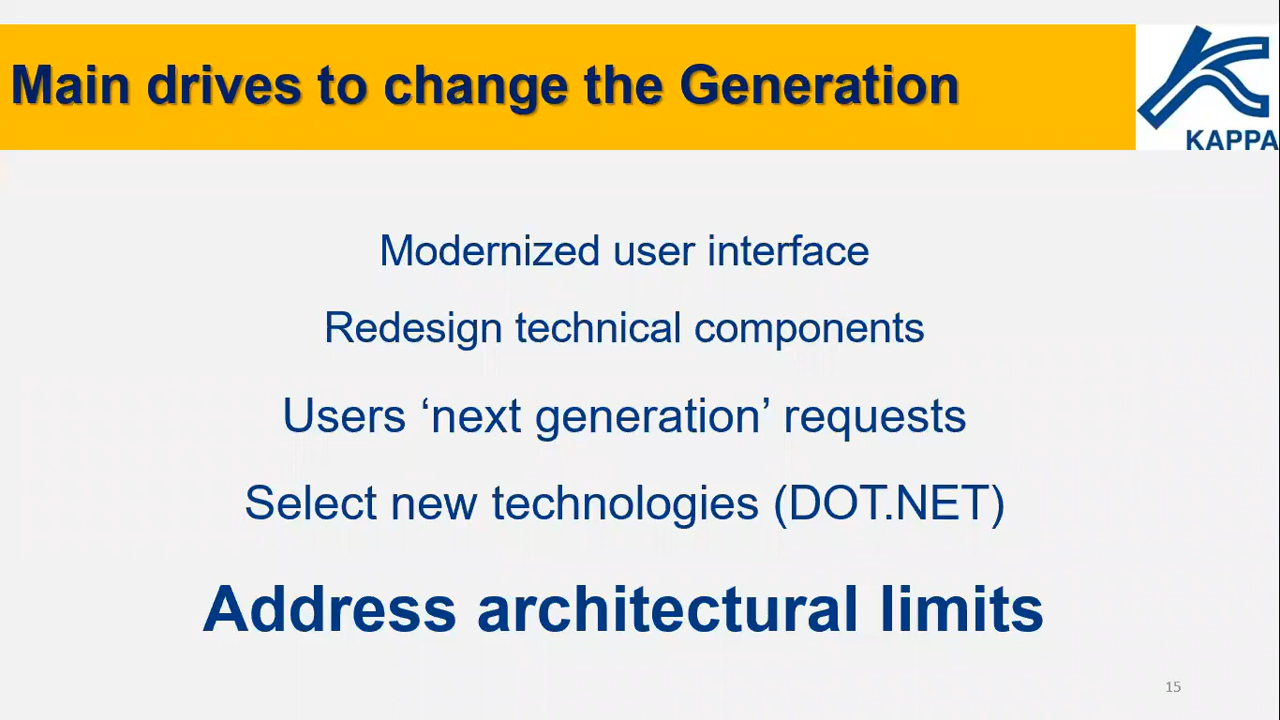 Main drives to change the Generation
KAPPA
Modernized user interface
Redesign technical components
Users ‘next generation’ requests
Select new technologies (DOT.NET)
Address architectural limits
15